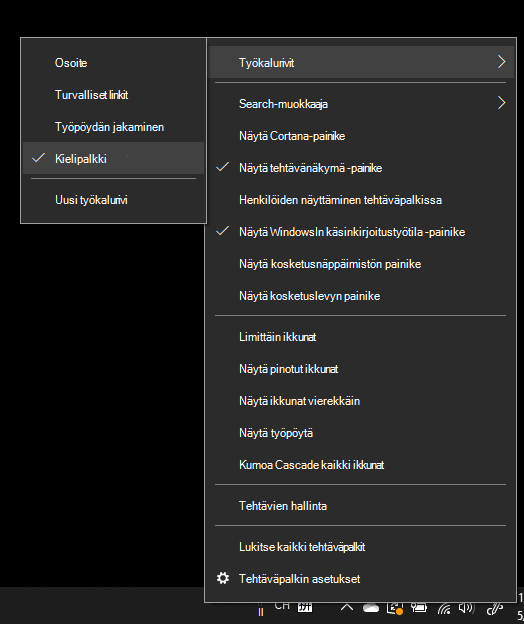 Osoite
Turvalliset linkit
Työpöydän jakaminen
Kielipalkki
Uusi työkalurivi
Työkalurivit
Search-muokkaaja
Näytä Cortana-painike
Näytä tehtävänäkymä -painike
Henkilöiden näyttäminen tehtäväpalkissa
Näytä WindowsIn käsinkirjoitustyötila -painike
Näytä kosketusnäppäimistön painike
Näytä kosketuslevyn painike
Limittäin ikkunat
Näytä pinotut ikkunat
Näytä ikkunat vierekkäin
Näytä työpöytä
Kumoa Cascade kaikki ikkunat
Tehtävien hallinta
Lukitse kaikki tehtäväpalkit
Tehtäväpalkin asetukset
CH 拼